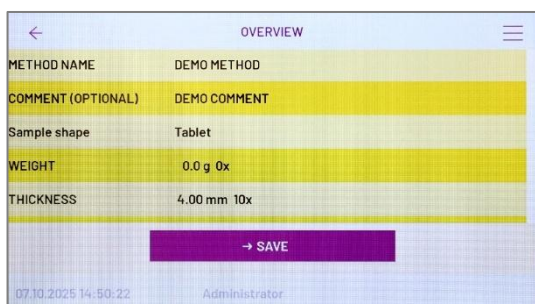 ← OVERVIEW
METHOD NAME DEMO METHOD
COMMENT (OPTIONAL) DEMO COMMENT
Sample shape Tablet
WEIGHT 0.0 g 0x
THICKNESS 4.00 mm 10x
→ SAVE
07.10.2025 14:50:22 Administrator